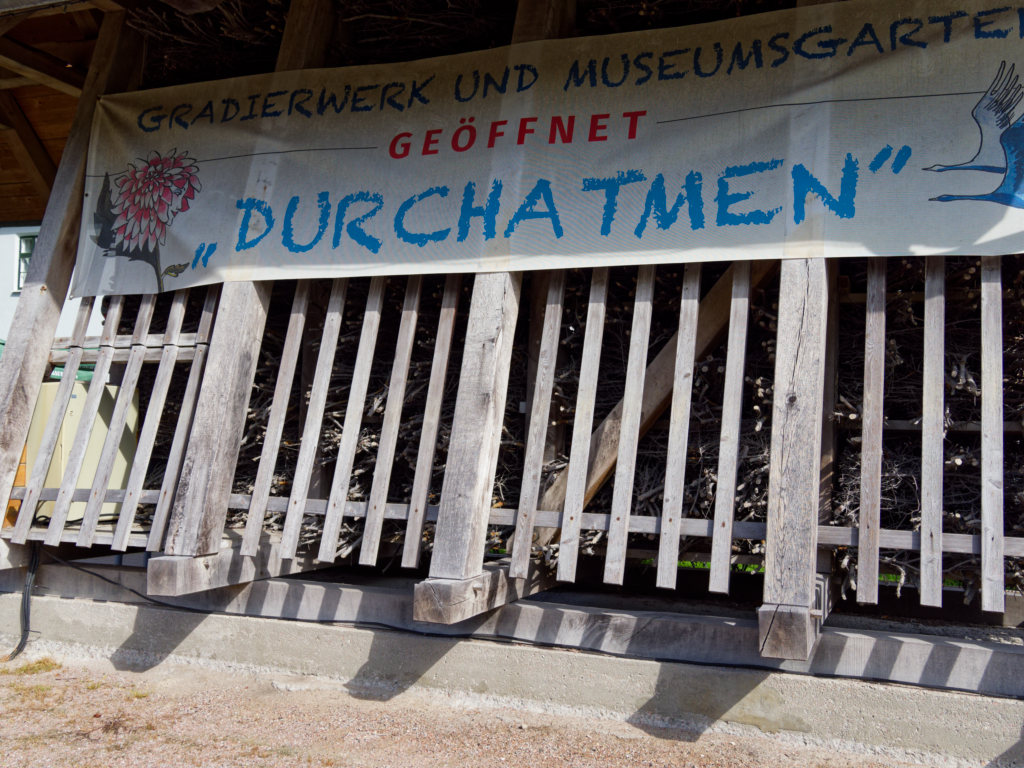 GRADIERWERK UND MUSEUMSGARTEN
GEÖFFNET
„DURCHATMEN”